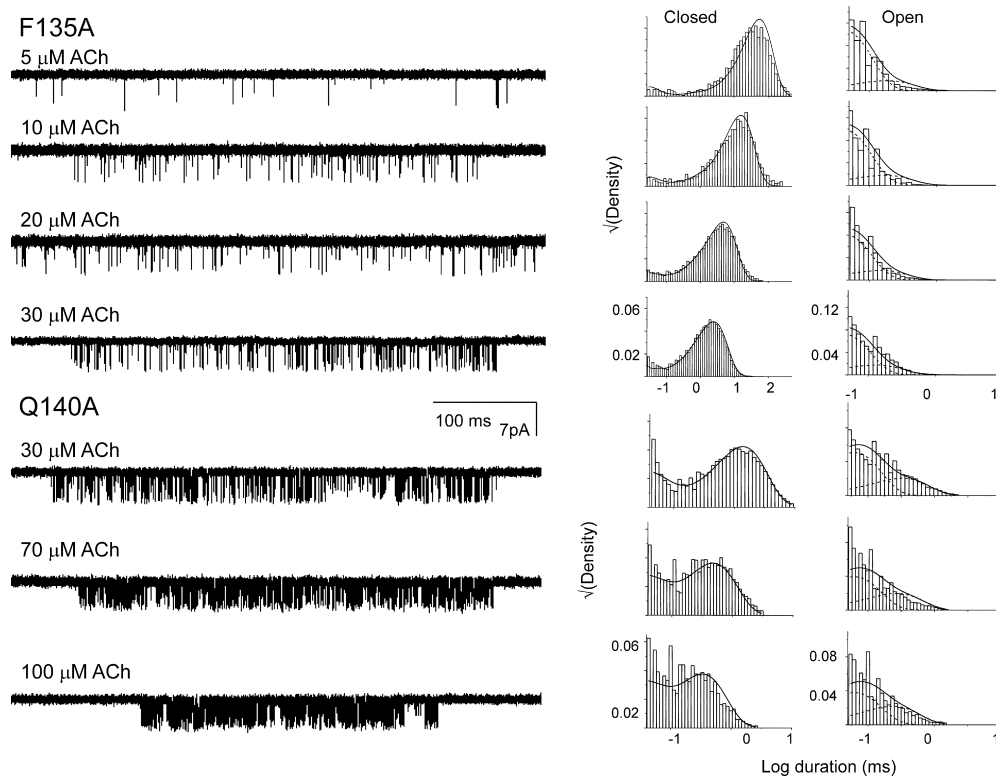 F135A
5 µM ACh
10 µM ACh
20 µM ACh
30 µM ACh
Q140A
100 ms
7pA
30 µM ACh
70 µM ACh
100 µM ACh
Closed
Open
√(Density)
0.06
0.02
0.12
0.04
-1 0 1 2
-1 0 1
√(Density)
0.06
0.02
0.08
0.04
-1 0 1
-1 0 1
Log duration (ms)